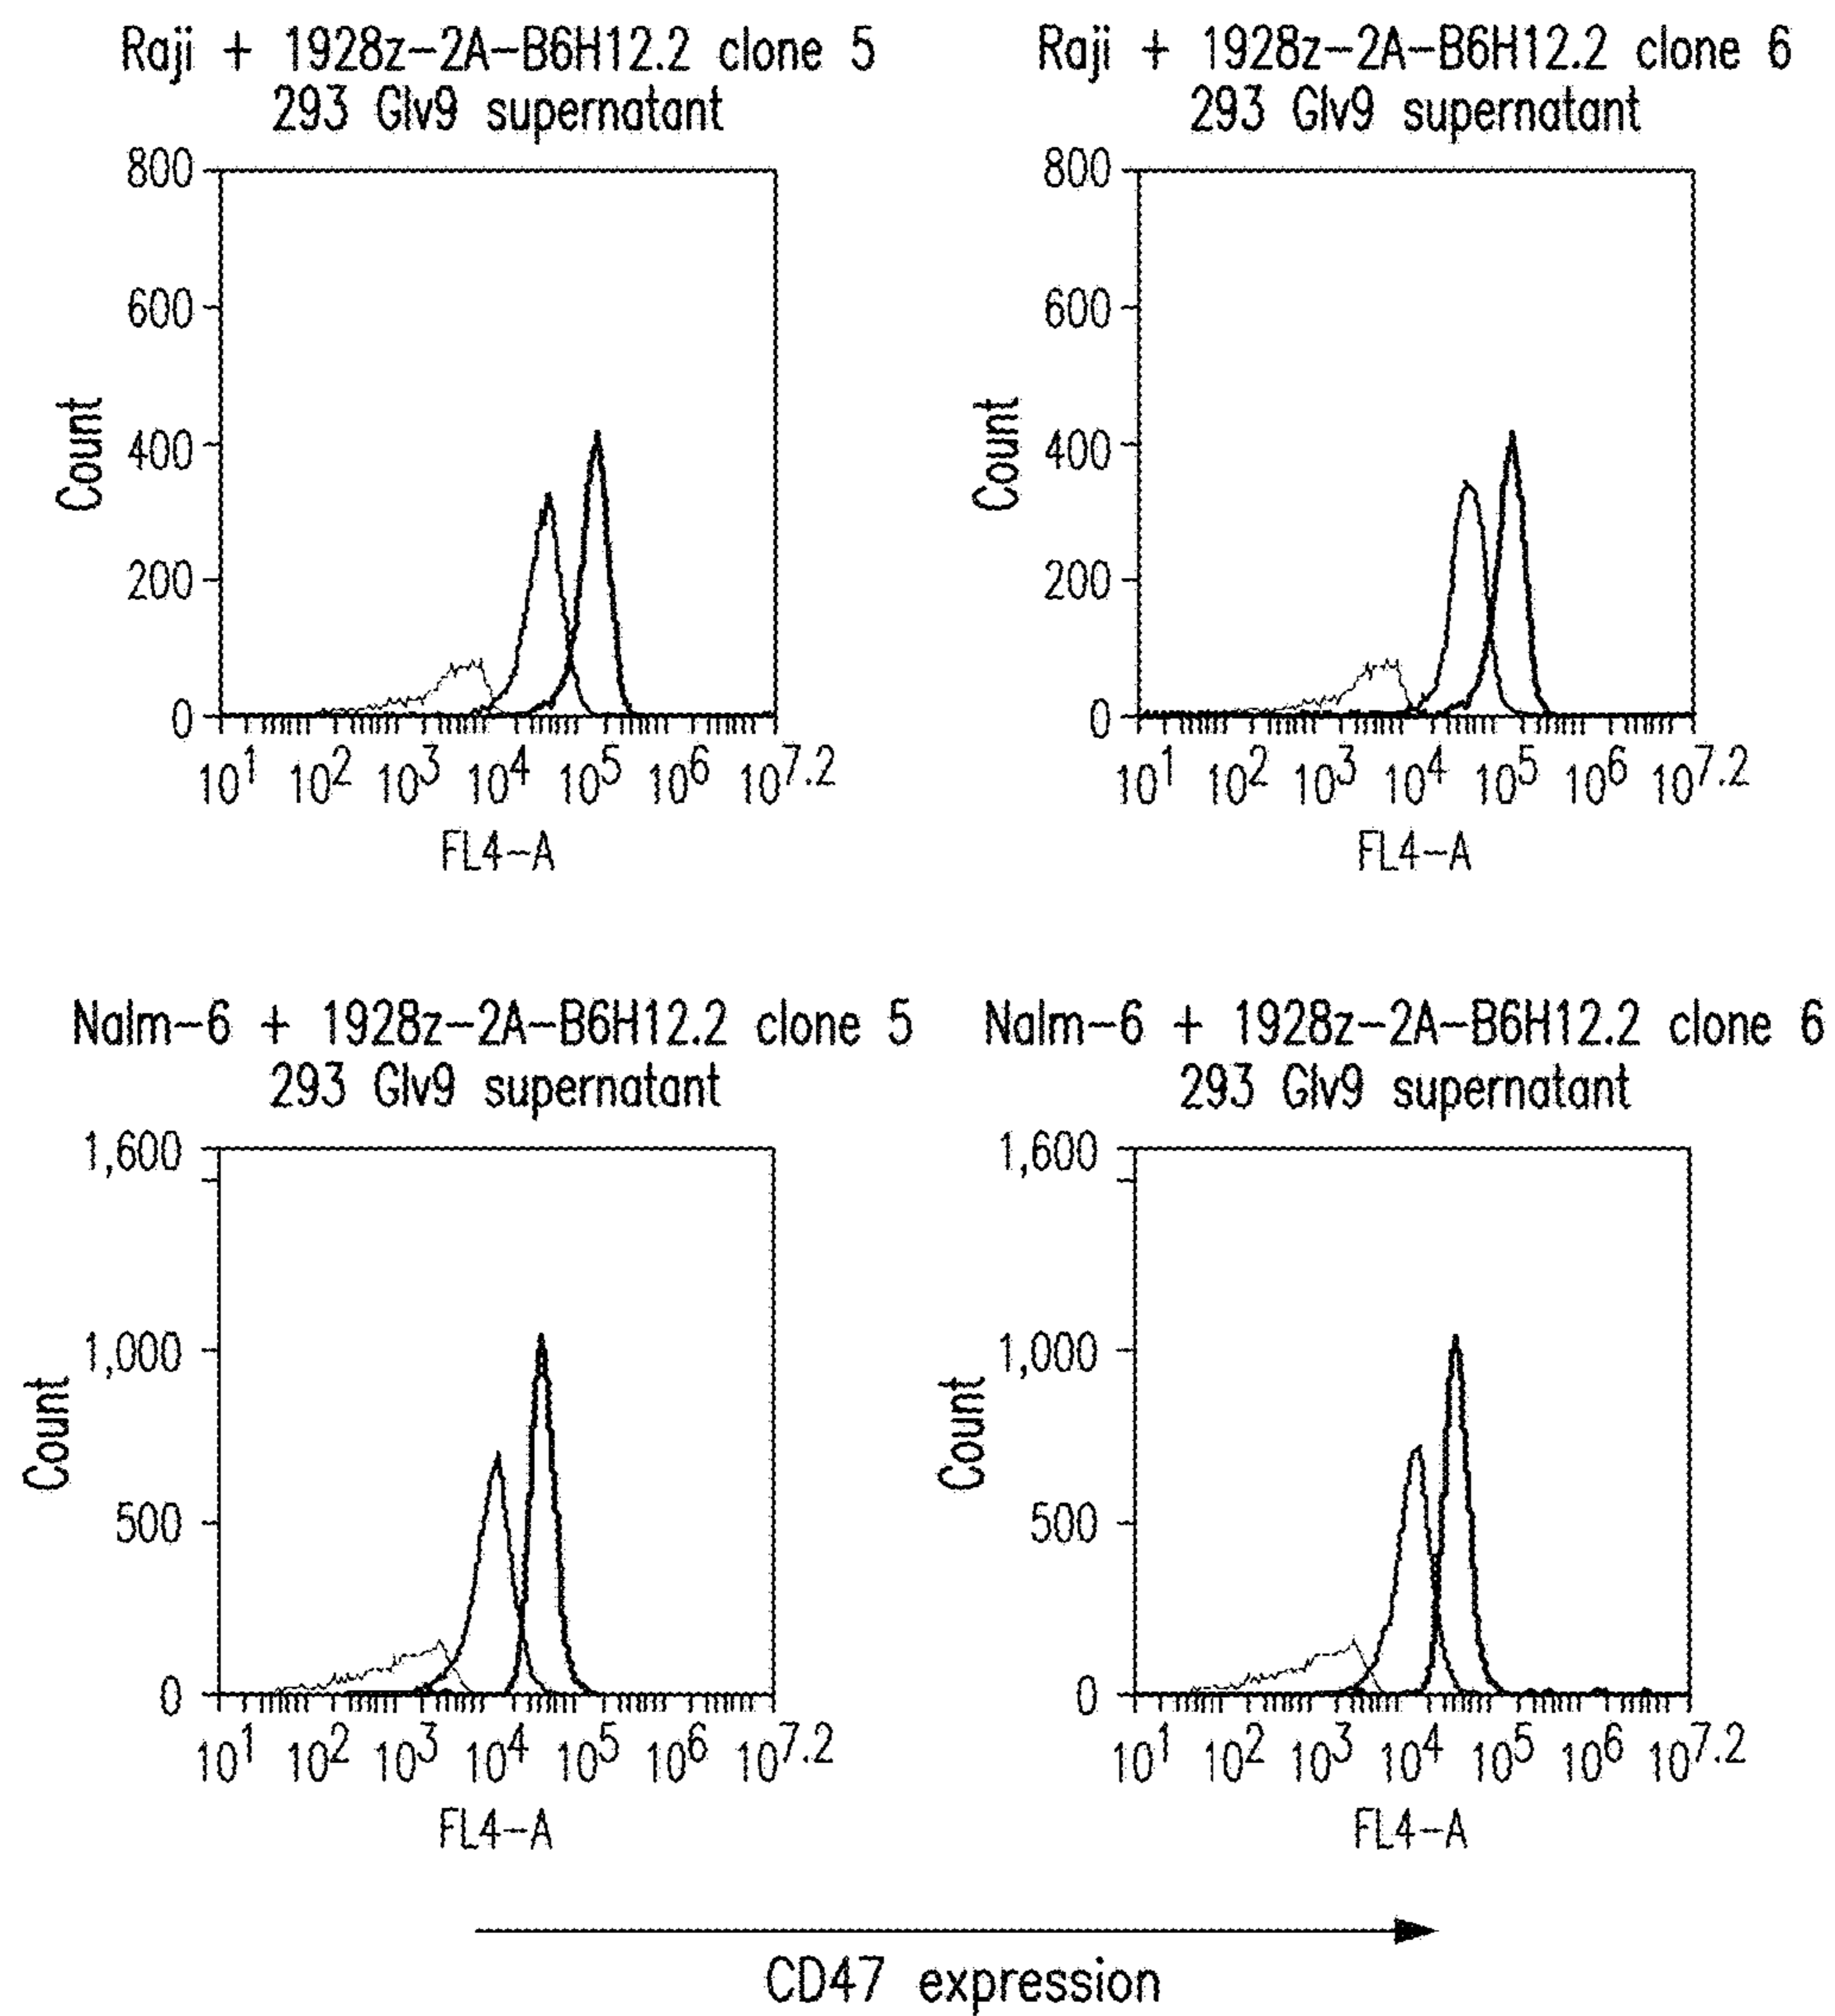 Raji + 1928z-2A-B6H12.2 clone 5
293 Glv9 supernatant
800
600
400
200
0
Count
10^1 10^2 10^3 10^4 10^5 10^6 10^7.2
FL4-A
Raji + 1928z-2A-B6H12.2 clone 6
293 Glv9 supernatant
800
600
400
200
0
Count
10^1 10^2 10^3 10^4 10^5 10^6 10^7.2
FL4-A
Nalm-6 + 1928z-2A-B6H12.2 clone 5
293 Glv9 supernatant
1,600
1,000
500
0
Count
10^1 10^2 10^3 10^4 10^5 10^6 10^7.2
FL4-A
Nalm-6 + 1928z-2A-B6H12.2 clone 6
293 Glv9 supernatant
1,600
1,000
500
0
Count
10^1 10^2 10^3 10^4 10^5 10^6 10^7.2
FL4-A
CD47 expression